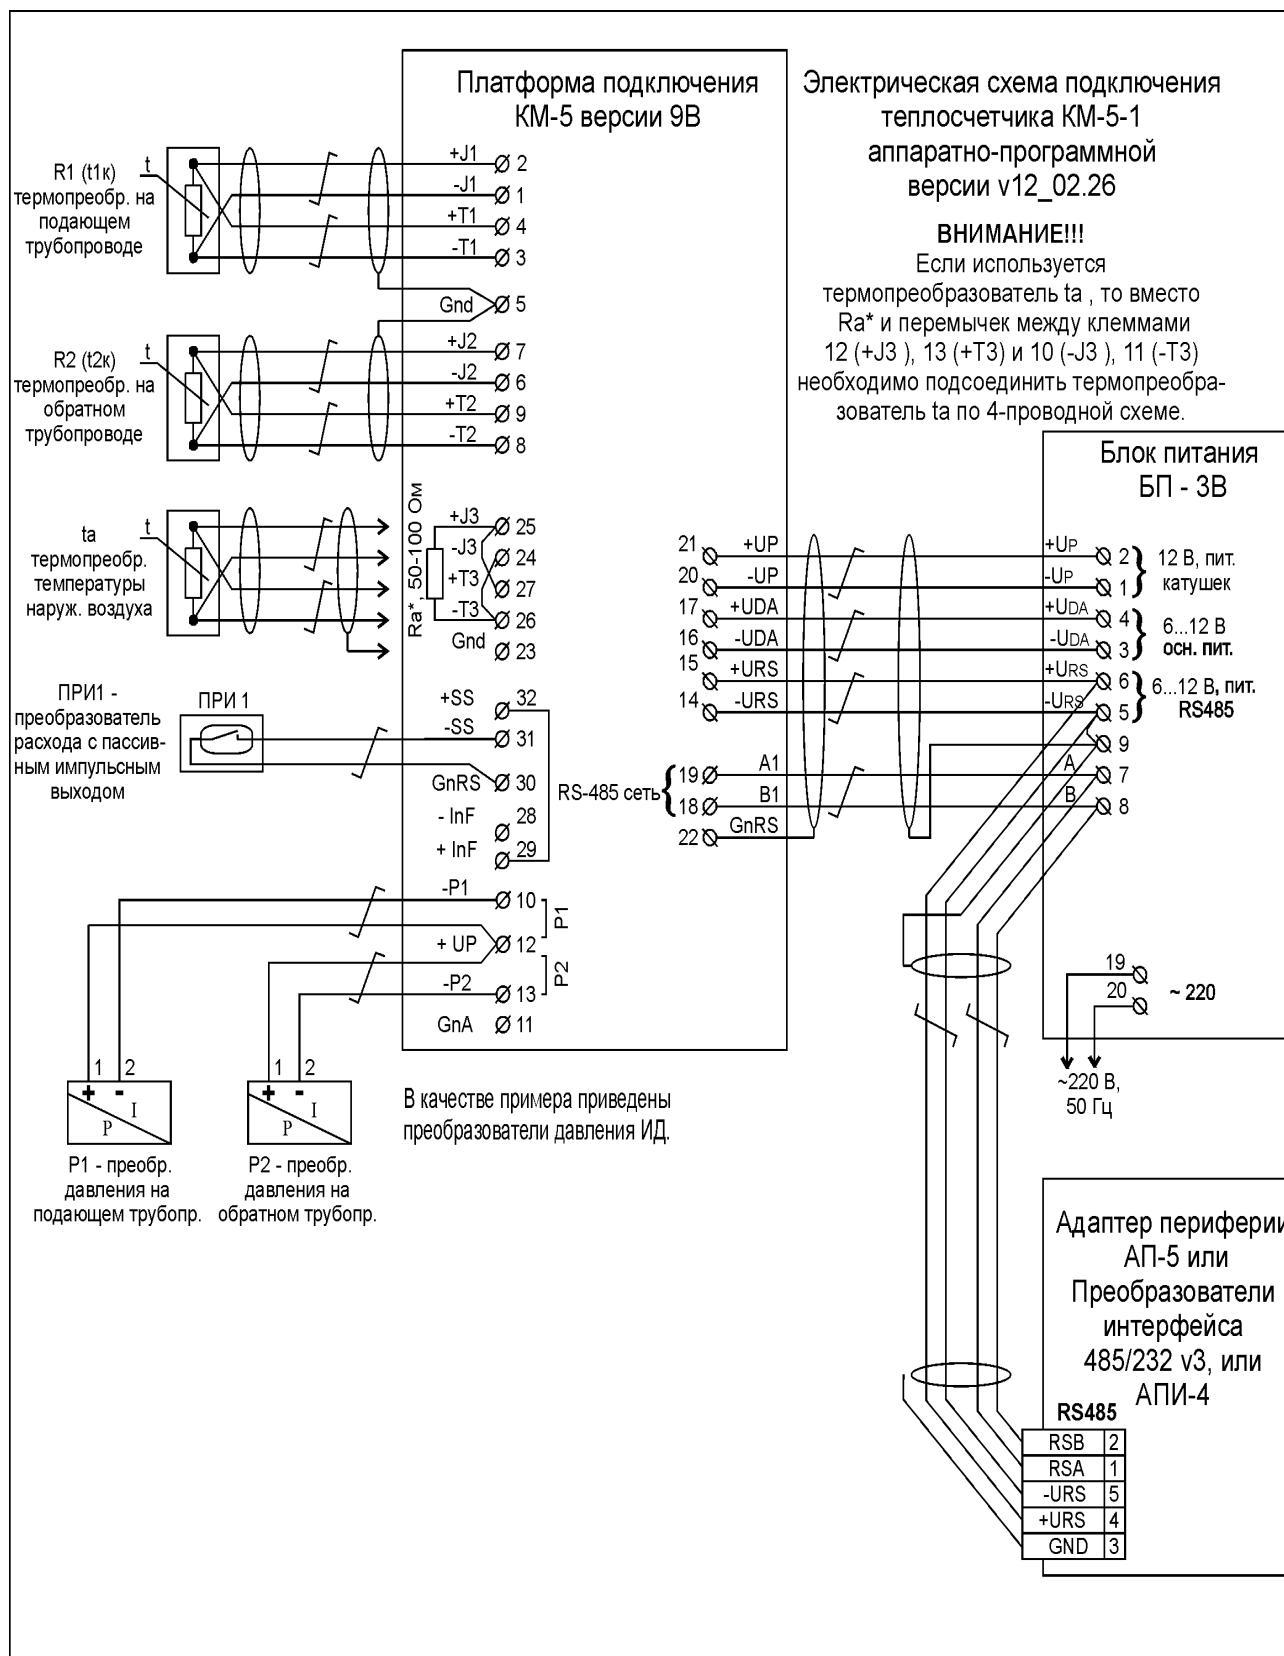 Платформа подключения
КМ-5 версии 9В
Электрическая схема подключения
теплосчетчика КМ-5-1
аппаратно-программной
версии v12_02.26
ВНИМАНИЕ!!!
Если используется
термопреобразователь ta , то вместо
Ra* и перемычек между клеммами
12 (+J3 ), 13 (+T3) и 10 (-J3 ), 11 (-T3)
необходимо подсоединить термопреобра-
зователь ta по 4-проводной схеме.
R1 (t1к)
термопреобр. на
подающем
трубопроводе
t
+J1 2
-J1 1
+T1 4
-T1 3
Gnd 5
R2 (t2к)
термопреобр. на
обратном
трубопроводе
t
+J2 7
-J2 6
+T2 9
-T2 8
ta
термопреобр.
температуры
наруж. воздуха
t
Ra*, 50-100 Ом
+J3 25
-J3 24
+T3 27
-T3 26
Gnd 23
ПРИ1 -
преобразователь
расхода с пассив-
ным импульсным
выходом
ПРИ 1
+SS 32
-SS 31
GnRS 30
- InF 28
+ InF 29
-P1 10
+ UP 12
-P2 13
GnA 11
P1
P2
21 +UP
20 -UP
17 +UDA
16 -UDA
15 +URS
14 -URS
RS-485 сеть
19 A1
18 B1
22 GnRS
Блок питания
БП - 3В
+UP 2
-UP 1
12 В, пит.
катушек
+UDA 4
-UDA 3
6...12 В
осн. пит.
+URS 6
-URS 5
6...12 В, пит.
RS485
9
A 7
B 8
19
20
~ 220
~220 В,
50 Гц
1 2
+ -
I
P
P1 - преобр.
давления на
подающем трубопр.
1 2
+ -
I
P
P2 - преобр.
давления на
обратном трубопр.
В качестве примера приведены
преобразователи давления ИД.
Адаптер периферии
АП-5 или
Преобразователи
интерфейса
485/232 v3, или
АПИ-4
RS485
RSB 2
RSA 1
-URS 5
+URS 4
GND 3